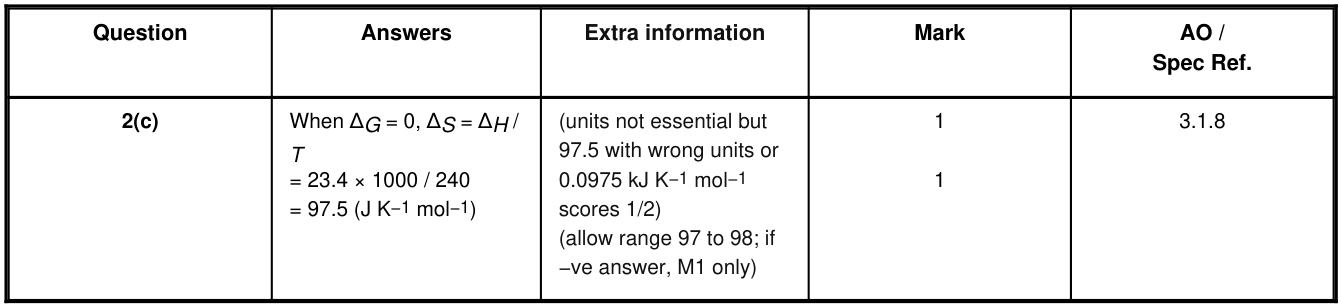 Question
Answers
Extra information
Mark
AO /
Spec Ref.
2(c)
When ΔG = 0, ΔS = ΔH /
T
= 23.4 × 1000 / 240
= 97.5 (J K−1 mol−1)
(units not essential but
97.5 with wrong units or
0.0975 kJ K−1 mol−1
scores 1/2)
(allow range 97 to 98; if
−ve answer, M1 only)
1
1
3.1.8